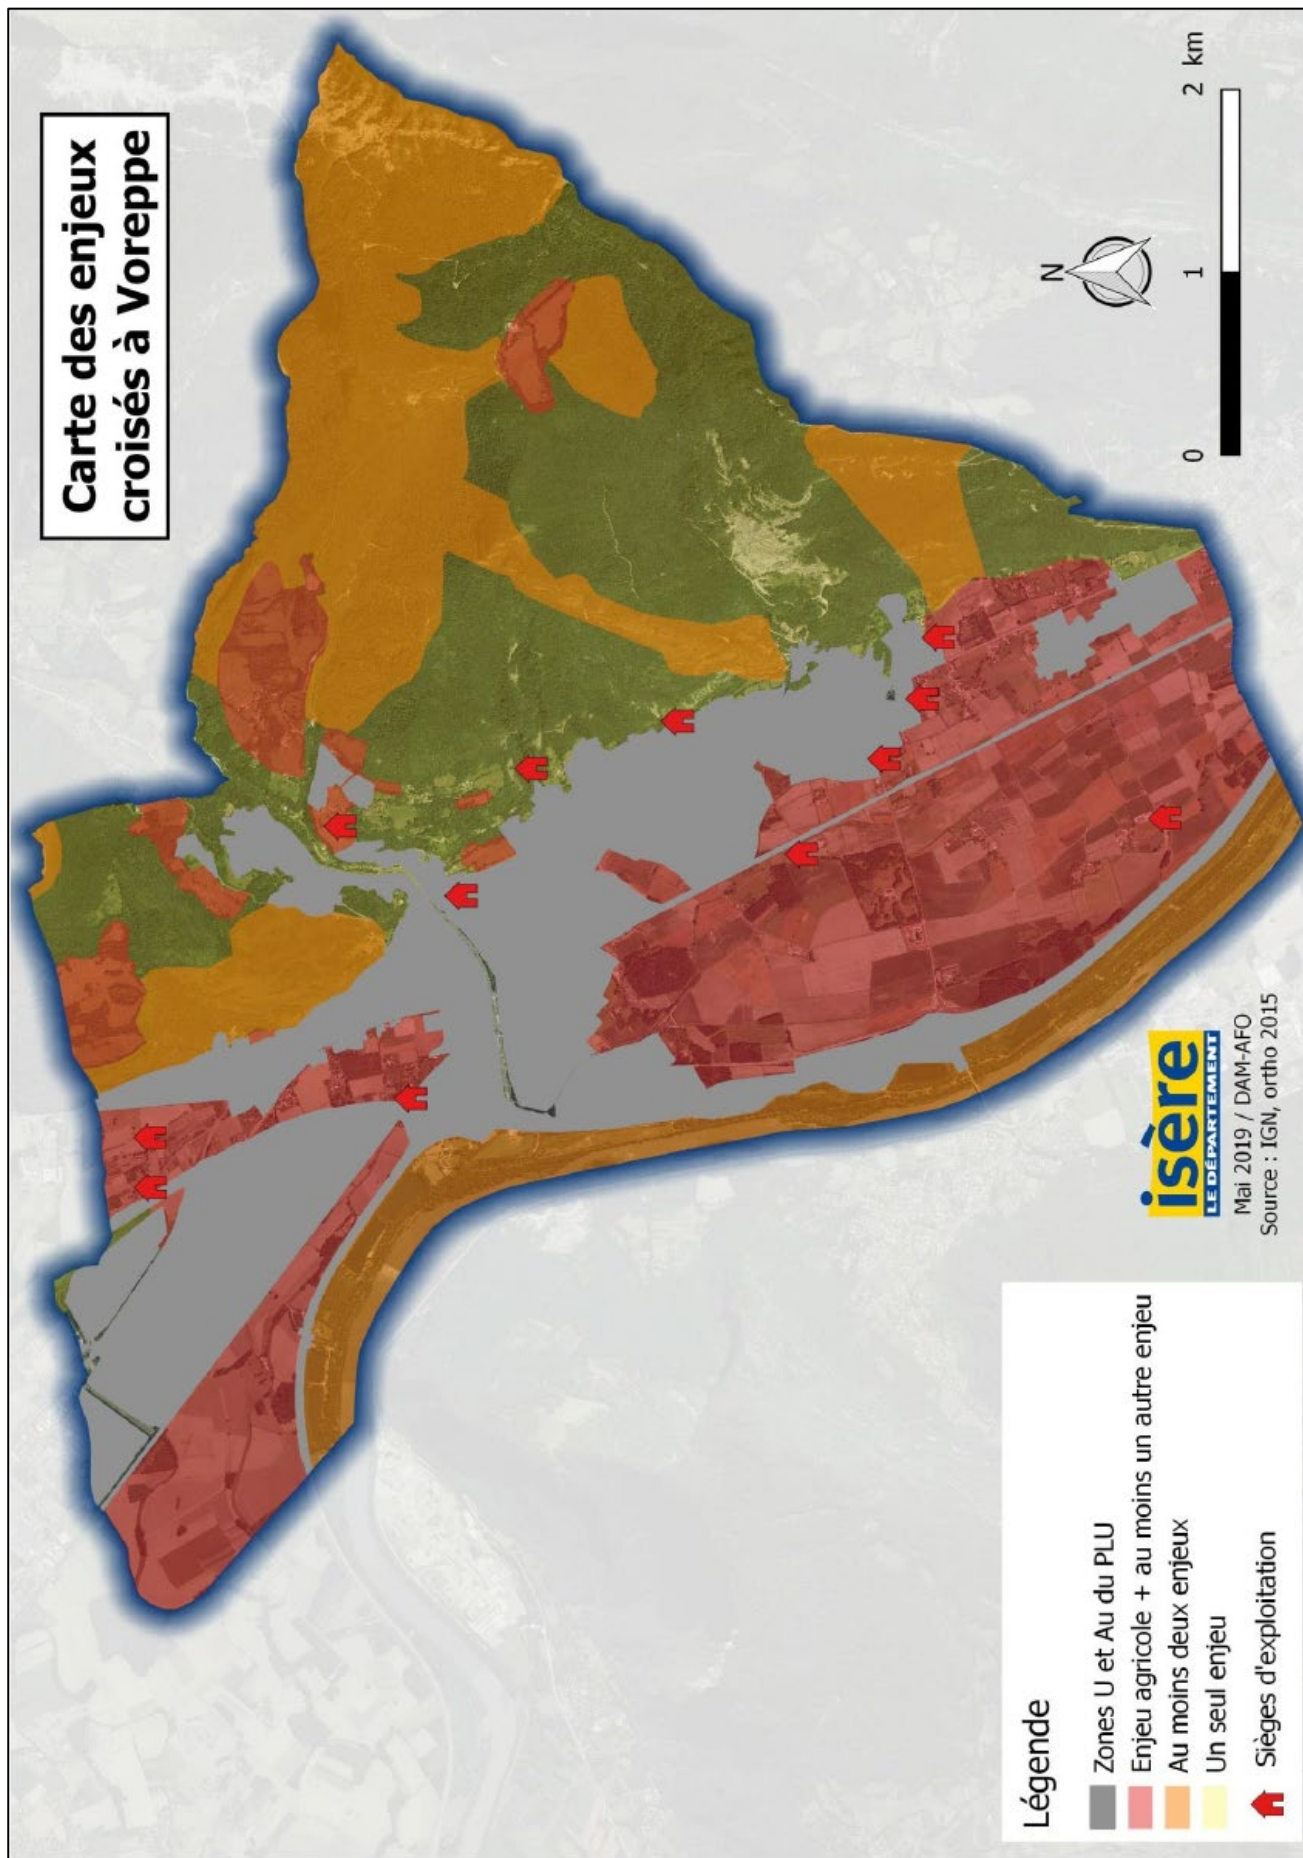 Carte des enjeux
croisés à Voreppe
N
0
1
2 km
isère
LE DÉPARTEMENT
Mai 2019 / DAM-AFO
Source : IGN, ortho 2015
Légende
Zones U et Au du PLU
Enjeu agricole + au moins un autre enjeu
Au moins deux enjeux
Un seul enjeu
Sièges d'exploitation